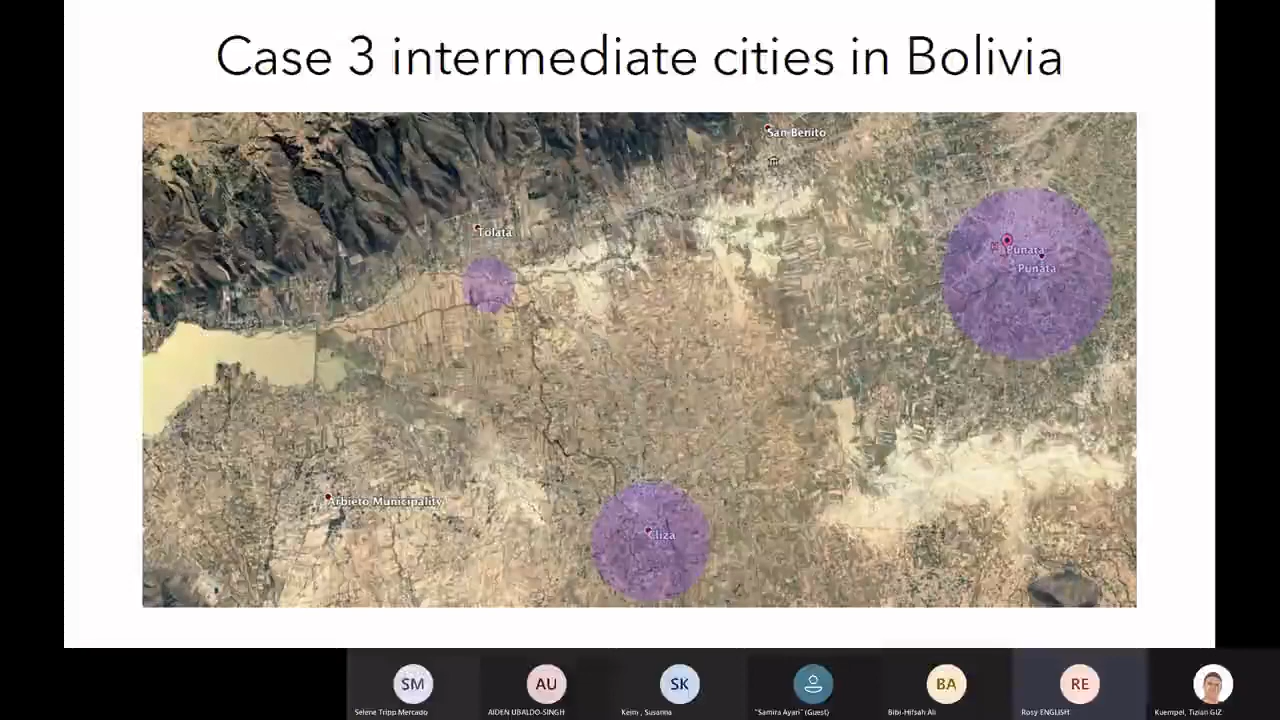 Case 3 intermediate cities in Bolivia
San Benito
Tolata
Punata
Punata
Arbieto Municipality
Cliza
SM
AU
SK
BA
RE
Selene Tripp Mercado
AIDEN UBALDO-SINGH
Keim , Susanna
"Samira Ayari" (Guest)
Bibi-Hifsah Ali
Rosy ENGLISH
Kuempel, Tizian GIZ